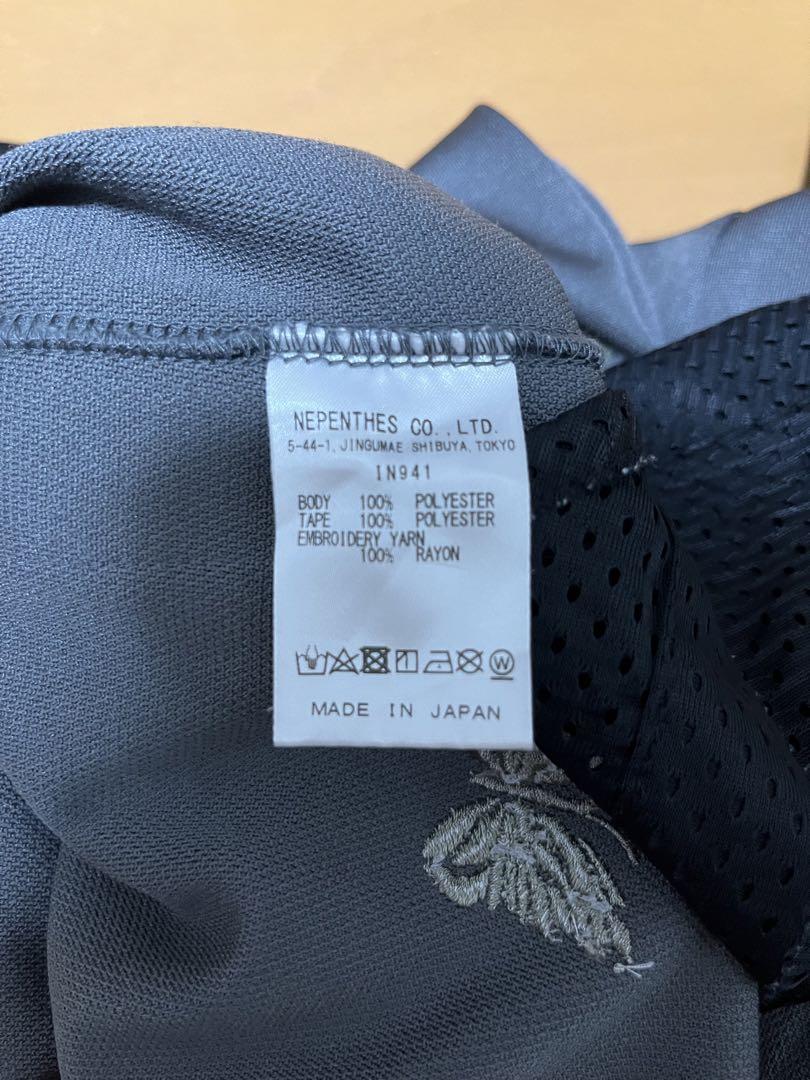 NEPENTHES CO.,LTD.
5-44-1, JINGUMAE SHIBUYA, TOKYO
IN941
BODY 100% POLYESTER
TAPE 100% POLYESTER
EMBROIDERY YARN
100% RAYON
W
MADE IN JAPAN